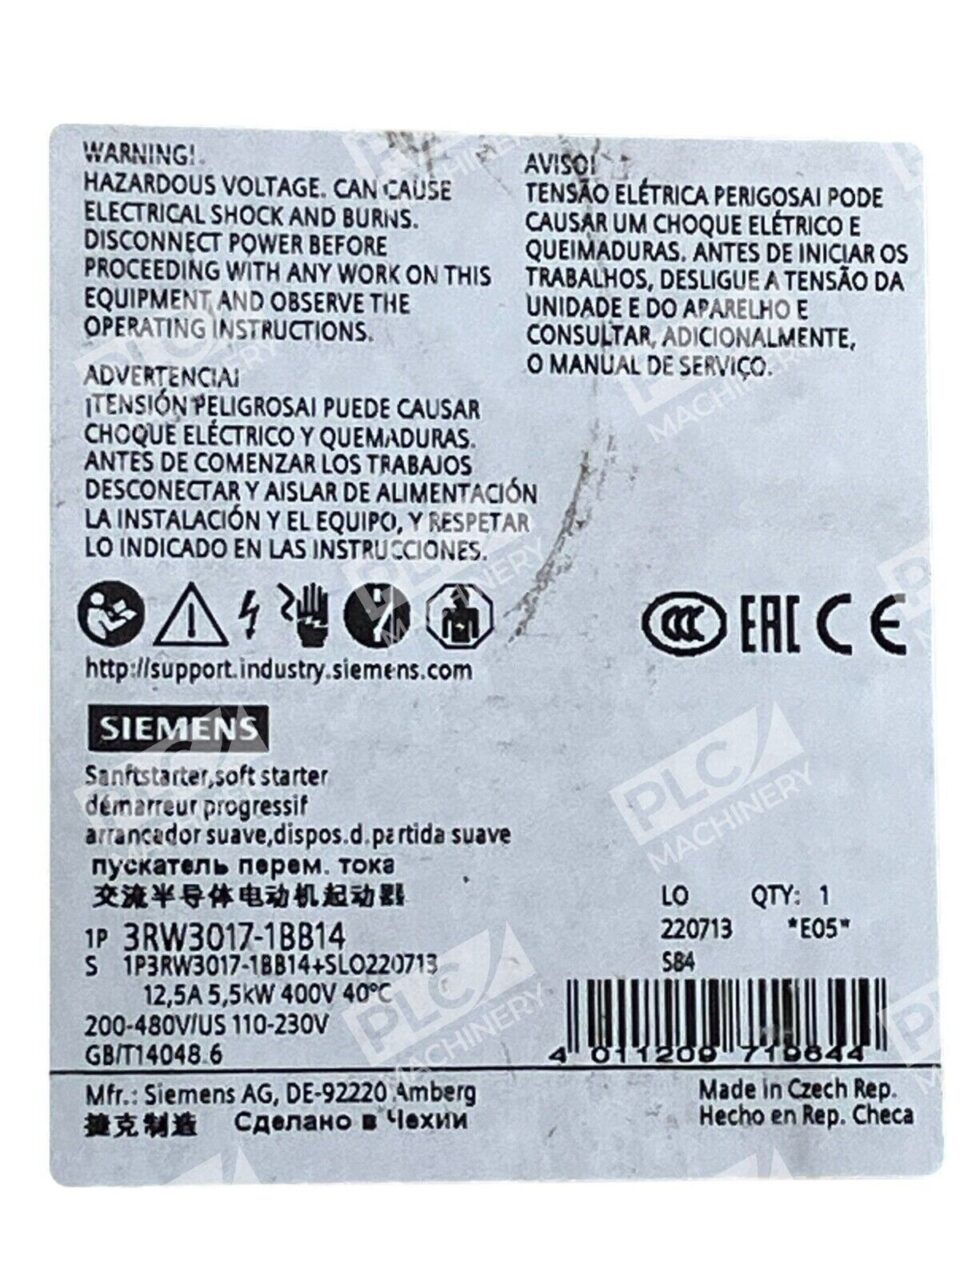 WARNING!
HAZARDOUS VOLTAGE. CAN CAUSE
ELECTRICAL SHOCK AND BURNS.
DISCONNECT POWER BEFORE
PROCEEDING WITH ANY WORK ON THIS
EQUIPMENT AND OBSERVE THE
OPERATING INSTRUCTIONS.
ADVERTENCIA!
¡TENSIÓN PELIGROSA! PUEDE CAUSAR
CHOQUE ELÉCTRICO Y QUEMADURAS.
ANTES DE COMENZAR LOS TRABAJOS
DESCONECTAR Y AISLAR DE ALIMENTACIÓN
LA INSTALACIÓN Y EL EQUIPO, Y RESPETAR
LO INDICADO EN LAS INSTRUCCIONES.
AVISO!
TENSÃO ELÉTRICA PERIGOSA! PODE
CAUSAR UM CHOQUE ELÉTRICO E
QUEIMADURAS. ANTES DE INICIAR OS
TRABALHOS, DESLIGUE A TENSÃO DA
UNIDADE E DO APARELHO E
CONSULTAR, ADICIONALMENTE,
O MANUAL DE SERVIÇO.
CCC EAC CE
http://support.industry.siemens.com
SIEMENS
Sanftstarter,soft starter
démarreur progressif
arrancador suave,dispos.d.partida suave
пускатель перем. тока
交流半导体电动机起动器
1P 3RW3017-1BB14
S 1P3RW3017-1BB14+SLO220713
12,5A 5,5kW 400V 40°C
200-480V/US 110-230V
GB/T14048.6
LO QTY: 1
220713 *E05*
S84
4 011209 719844
Mfr.: Siemens AG, DE-92220 Amberg
捷克制造 Сделано в Чехии
Made in Czech Rep.
Hecho en Rep. Checa
PLC MACHINERY